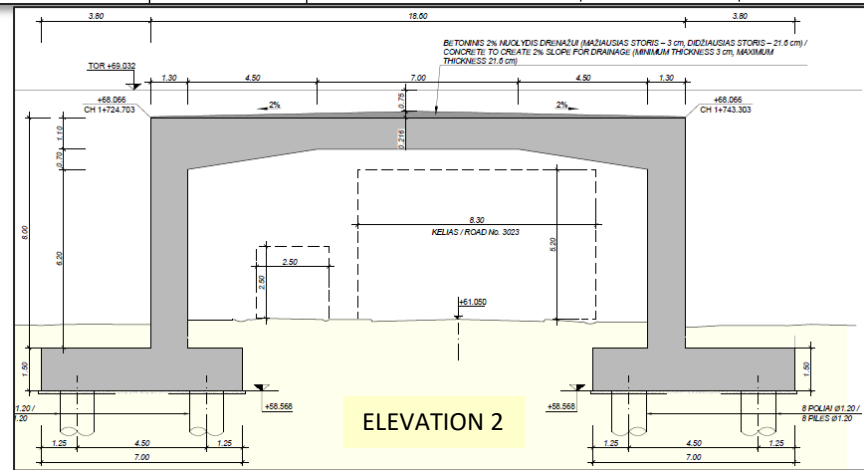 3.80 18.60 3.80
BETONINIS 2% NUOLYDIS DRENAŽUI (MAŽIAUSIAS STORIS – 3 cm, DIDŽIAUSIAS STORIS – 21.6 cm) /
CONCRETE TO CREATE 2% SLOPE FOR DRAINAGE (MINIMUM THICKNESS 3 cm, MAXIMUM
THICKNESS 21.6 cm)
TOR +69.032
1.30 4.50 7.00 4.50 1.30
+68.066
CH 1+724.703
2%
0.75
2%
+68.066
CH 1+743.303
1.10
0.216
0.70
8.00
6.20
8.30
KELIAS / ROAD No. 3023
5.20
2.50
2.50
+61.050
1.50
1.50
+58.568
+58.568
1.20 /
1.20
8 POLIAI Ø1.20 /
8 PILES Ø1.20
ELEVATION 2
1.25 4.50 1.25
7.00
1.25 4.50 1.25
7.00